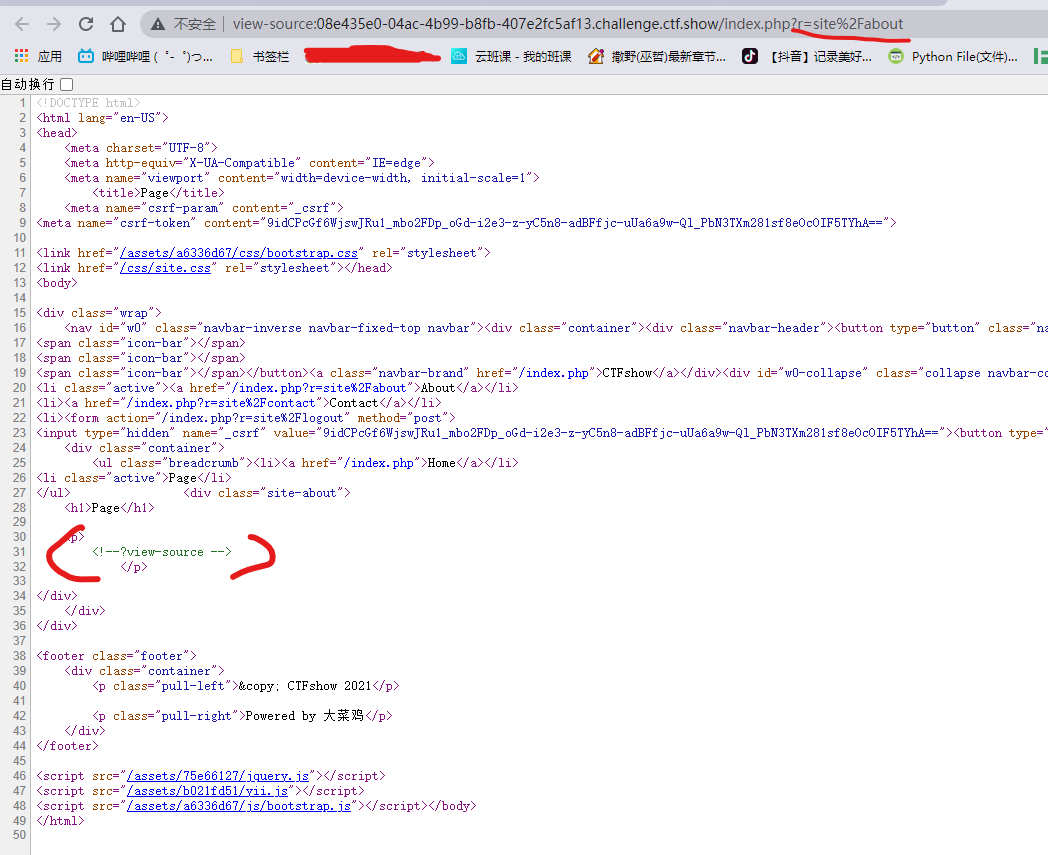 不安全 | view-source:08e435e0-04ac-4b99-b8fb-407e2fc5af13.challenge.ctf.show/index.php?r=site%2Fabout
应用 哔哩哔哩 ( ゜- ゜)つ... 书签栏 云班课 - 我的班课 撒野(巫哲)最新章节... 【抖音】记录美好... Python File(文件)...
自动换行
1 <!DOCTYPE html>
2 <html lang="en-US">
3 <head>
4 <meta charset="UTF-8">
5 <meta http-equiv="X-UA-Compatible" content="IE=edge">
6 <meta name="viewport" content="width=device-width, initial-scale=1">
7 <title>Page</title>
8 <meta name="csrf-param" content="_csrf">
9 <meta name="csrf-token" content="9idCPcGf6WjswJRu1_mbo2FDp_oGd-i2e3-z-yC5n8-adBFfjc-uUa6a9w-Ql_PbN3TXm281sf8eOcOIF5TYhA==">
10
11 <link href="/assets/a6336d67/css/bootstrap.css" rel="stylesheet">
12 <link href="/css/site.css" rel="stylesheet"></head>
13 <body>
14
15 <div class="wrap">
16 <nav id="w0" class="navbar-inverse navbar-fixed-top navbar"><div class="container"><div class="navbar-header"><button type="button" class="na
17 <span class="icon-bar"></span>
18 <span class="icon-bar"></span>
19 <span class="icon-bar"></span></button><a class="navbar-brand" href="/index.php">CTFshow</a></div><div id="w0-collapse" class="collapse navbar-co
20 <li class="active"><a href="/index.php?r=site%2Fabout">About</a></li>
21 <li><a href="/index.php?r=site%2Fcontact">Contact</a></li>
22 <li><form action="/index.php?r=site%2Flogout" method="post">
23 <input type="hidden" name="_csrf" value="9idCPcGf6WjswJRu1_mbo2FDp_oGd-i2e3-z-yC5n8-adBFfjc-uUa6a9w-Ql_PbN3TXm281sf8eOcOIF5TYhA=="><button type="
24 <div class="container">
25 <ul class="breadcrumb"><li><a href="/index.php">Home</a></li>
26 <li class="active">Page</li>
27 </ul> <div class="site-about">
28 <h1>Page</h1>
29
30 <p>
31 <!--?view-source -->
32 </p>
33
34 </div>
35 </div>
36 </div>
37
38 <footer class="footer">
39 <div class="container">
40 <p class="pull-left">&copy; CTFshow 2021</p>
41
42 <p class="pull-right">Powered by 大菜鸡</p>
43 </div>
44 </footer>
45
46 <script src="/assets/75e66127/jquery.js"></script>
47 <script src="/assets/b021fd51/yii.js"></script>
48 <script src="/assets/a6336d67/js/bootstrap.js"></script></body>
49 </html>
50